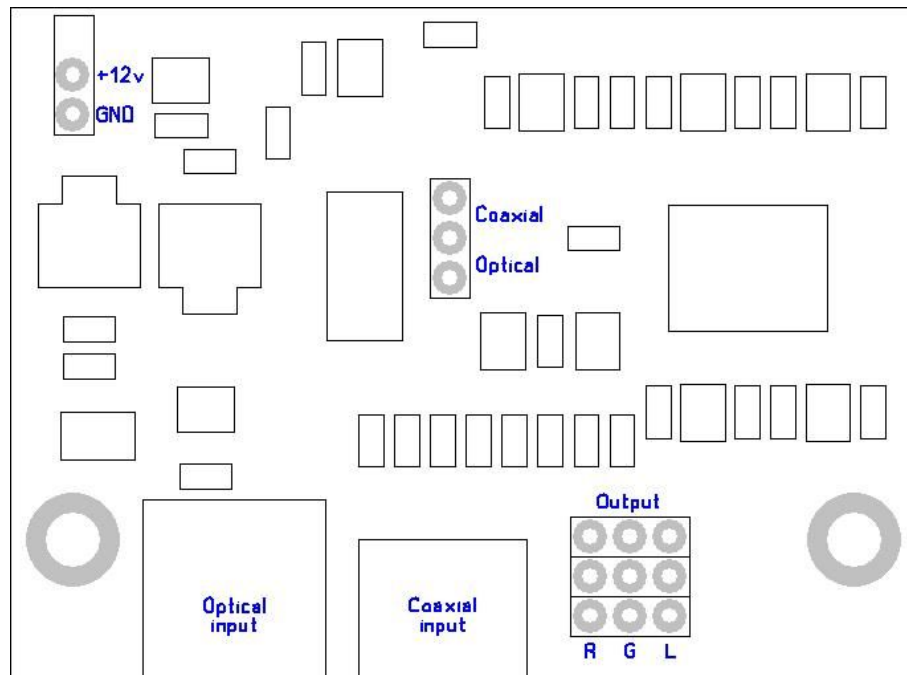 +12v
GND
Coaxial
Optical
Output
Optical
input
Coaxial
input
R G L